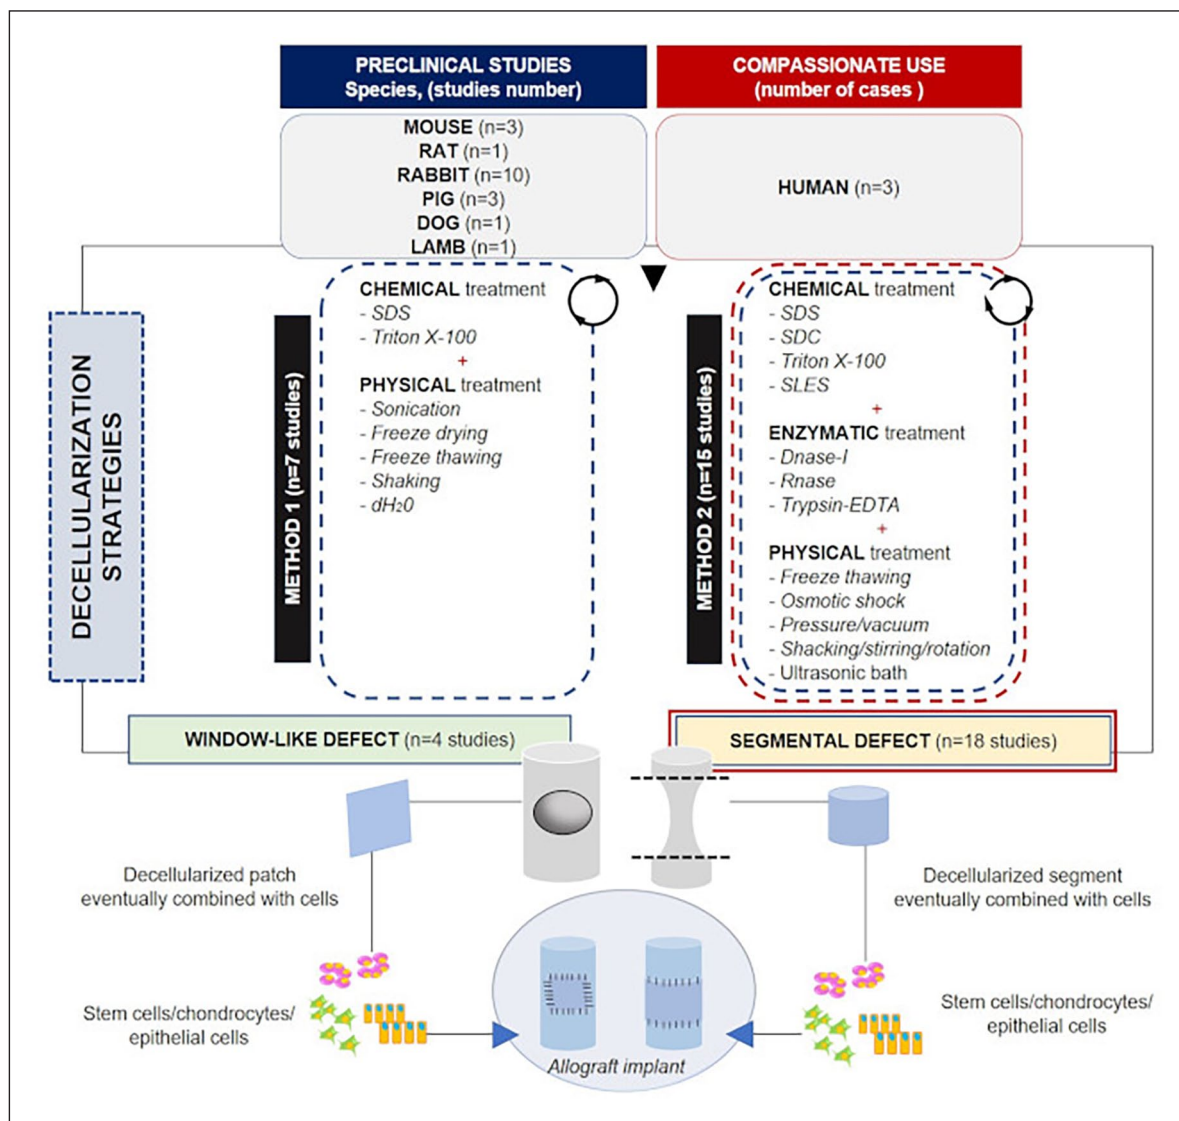 PRECLINICAL STUDIES
Species, (studies number)
COMPASSIONATE USE
(number of cases )
MOUSE (n=3)
RAT (n=1)
RABBIT (n=10)
PIG (n=3)
DOG (n=1)
LAMB (n=1)
HUMAN (n=3)
DECELLULARIZATION
STRATEGIES
METHOD 1 (n=7 studies)
CHEMICAL treatment
- SDS
- Triton X-100
+
PHYSICAL treatment
- Sonication
- Freeze drying
- Freeze thawing
- Shaking
- dH20
METHOD 2 (n=15 studies)
CHEMICAL treatment
- SDS
- SDC
- Triton X-100
- SLES
+
ENZYMATIC treatment
- Dnase-I
- Rnase
- Trypsin-EDTA
+
PHYSICAL treatment
- Freeze thawing
- Osmotic shock
- Pressure/vacuum
- Shacking/stirring/rotation
- Ultrasonic bath
WINDOW-LIKE DEFECT (n=4 studies)
SEGMENTAL DEFECT (n=18 studies)
Decellularized patch
eventually combined with cells
Decellularized segment
eventually combined with cells
Stem cells/chondrocytes/
epithelial cells
Stem cells/chondrocytes/
epithelial cells
Allograft implant